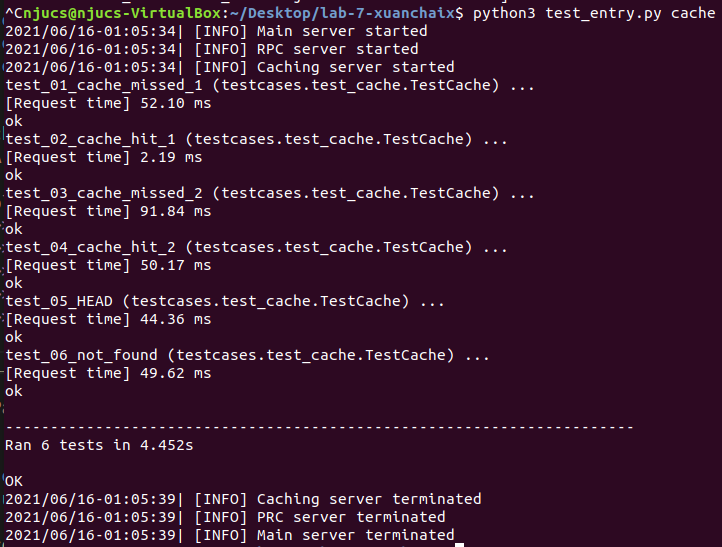 ^Cnjucs@njucs-VirtualBox:~/Desktop/lab-7-xuanchaix$ python3 test_entry.py cache
2021/06/16-01:05:34| [INFO] Main server started
2021/06/16-01:05:34| [INFO] RPC server started
2021/06/16-01:05:34| [INFO] Caching server started
test_01_cache_missed_1 (testcases.test_cache.TestCache) ...
[Request time] 52.10 ms
ok
test_02_cache_hit_1 (testcases.test_cache.TestCache) ...
[Request time] 2.19 ms
ok
test_03_cache_missed_2 (testcases.test_cache.TestCache) ...
[Request time] 91.84 ms
ok
test_04_cache_hit_2 (testcases.test_cache.TestCache) ...
[Request time] 50.17 ms
ok
test_05_HEAD (testcases.test_cache.TestCache) ...
[Request time] 44.36 ms
ok
test_06_not_found (testcases.test_cache.TestCache) ...
[Request time] 49.62 ms
ok
----------------------------------------------------------------------
Ran 6 tests in 4.452s
OK
2021/06/16-01:05:39| [INFO] Caching server terminated
2021/06/16-01:05:39| [INFO] PRC server terminated
2021/06/16-01:05:39| [INFO] Main server terminated